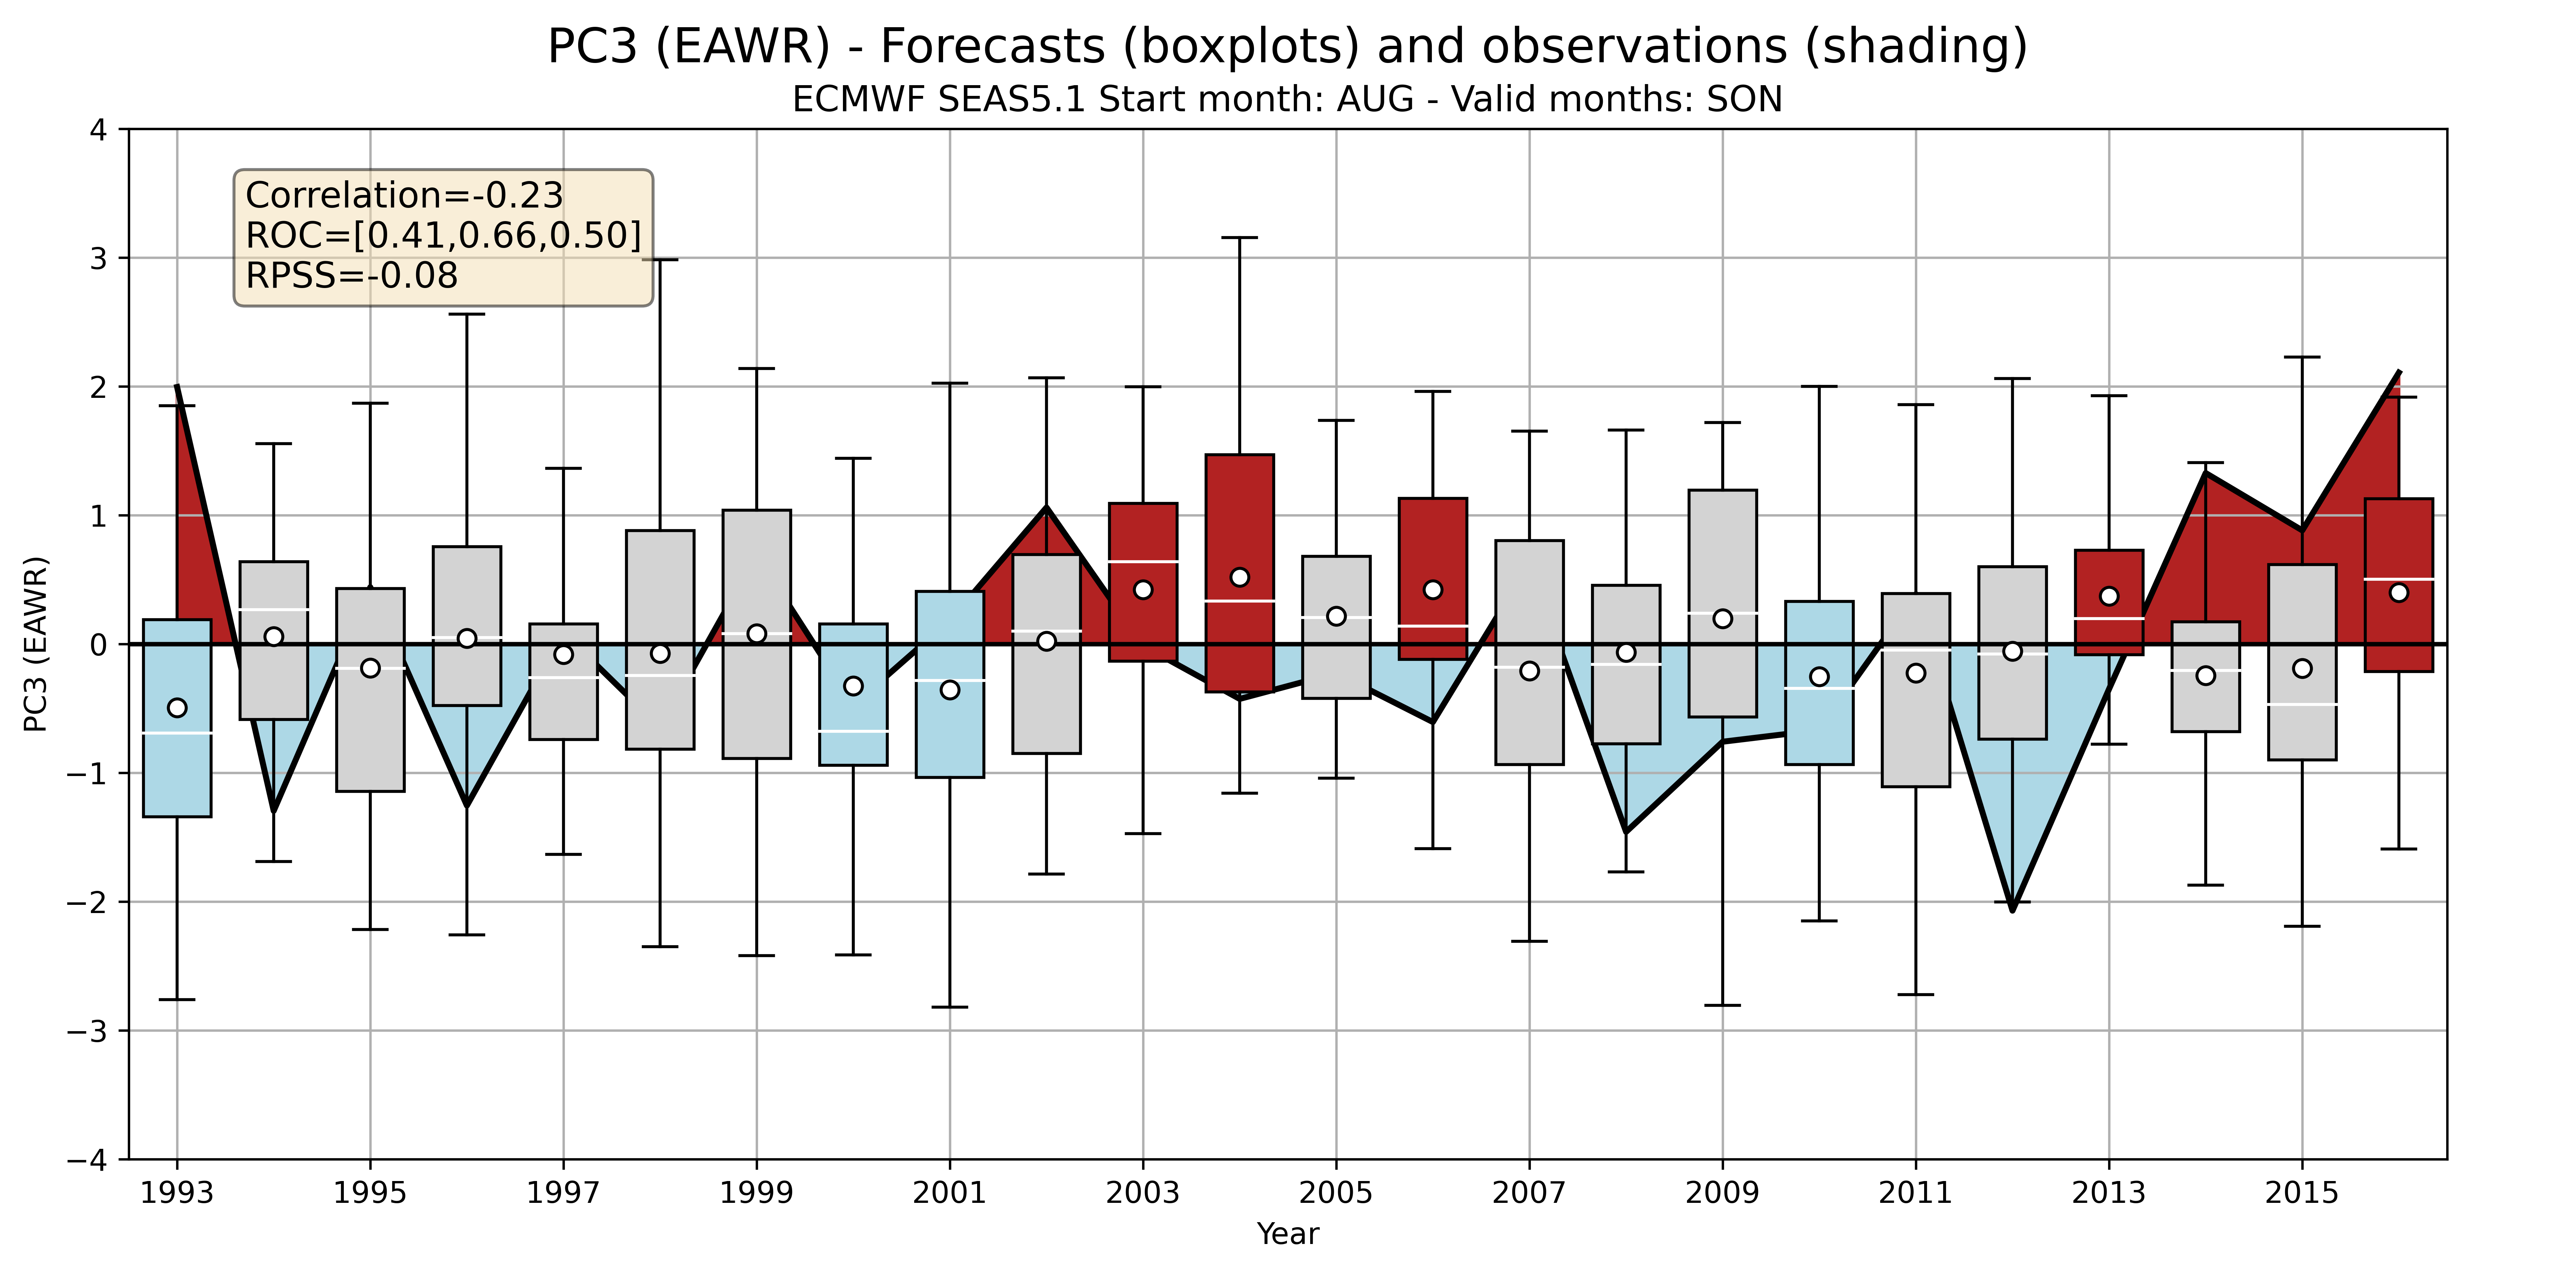 PC3 (EAWR) - Forecasts (boxplots) and observations (shading)
ECMWF SEAS5.1 Start month: AUG - Valid months: SON
Correlation=-0.23
ROC=[0.41,0.66,0.50]
RPSS=-0.08
PC3 (EAWR)
4
3
2
1
0
−1
−2
−3
−4
1993 1995 1997 1999 2001 2003 2005 2007 2009 2011 2013 2015
Year